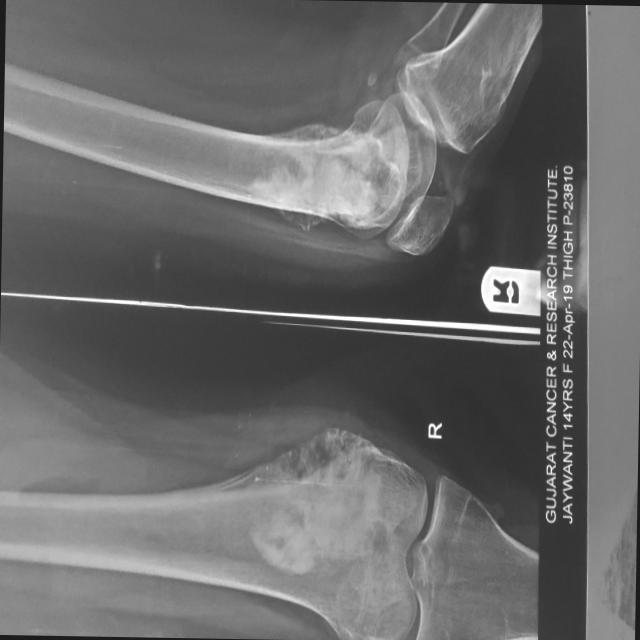 R
R
GUJARAT CANCER & RESEARCH INSTITUTE.
JAYWANTI 14YRS F 22-Apr-19 THIGH P-23810